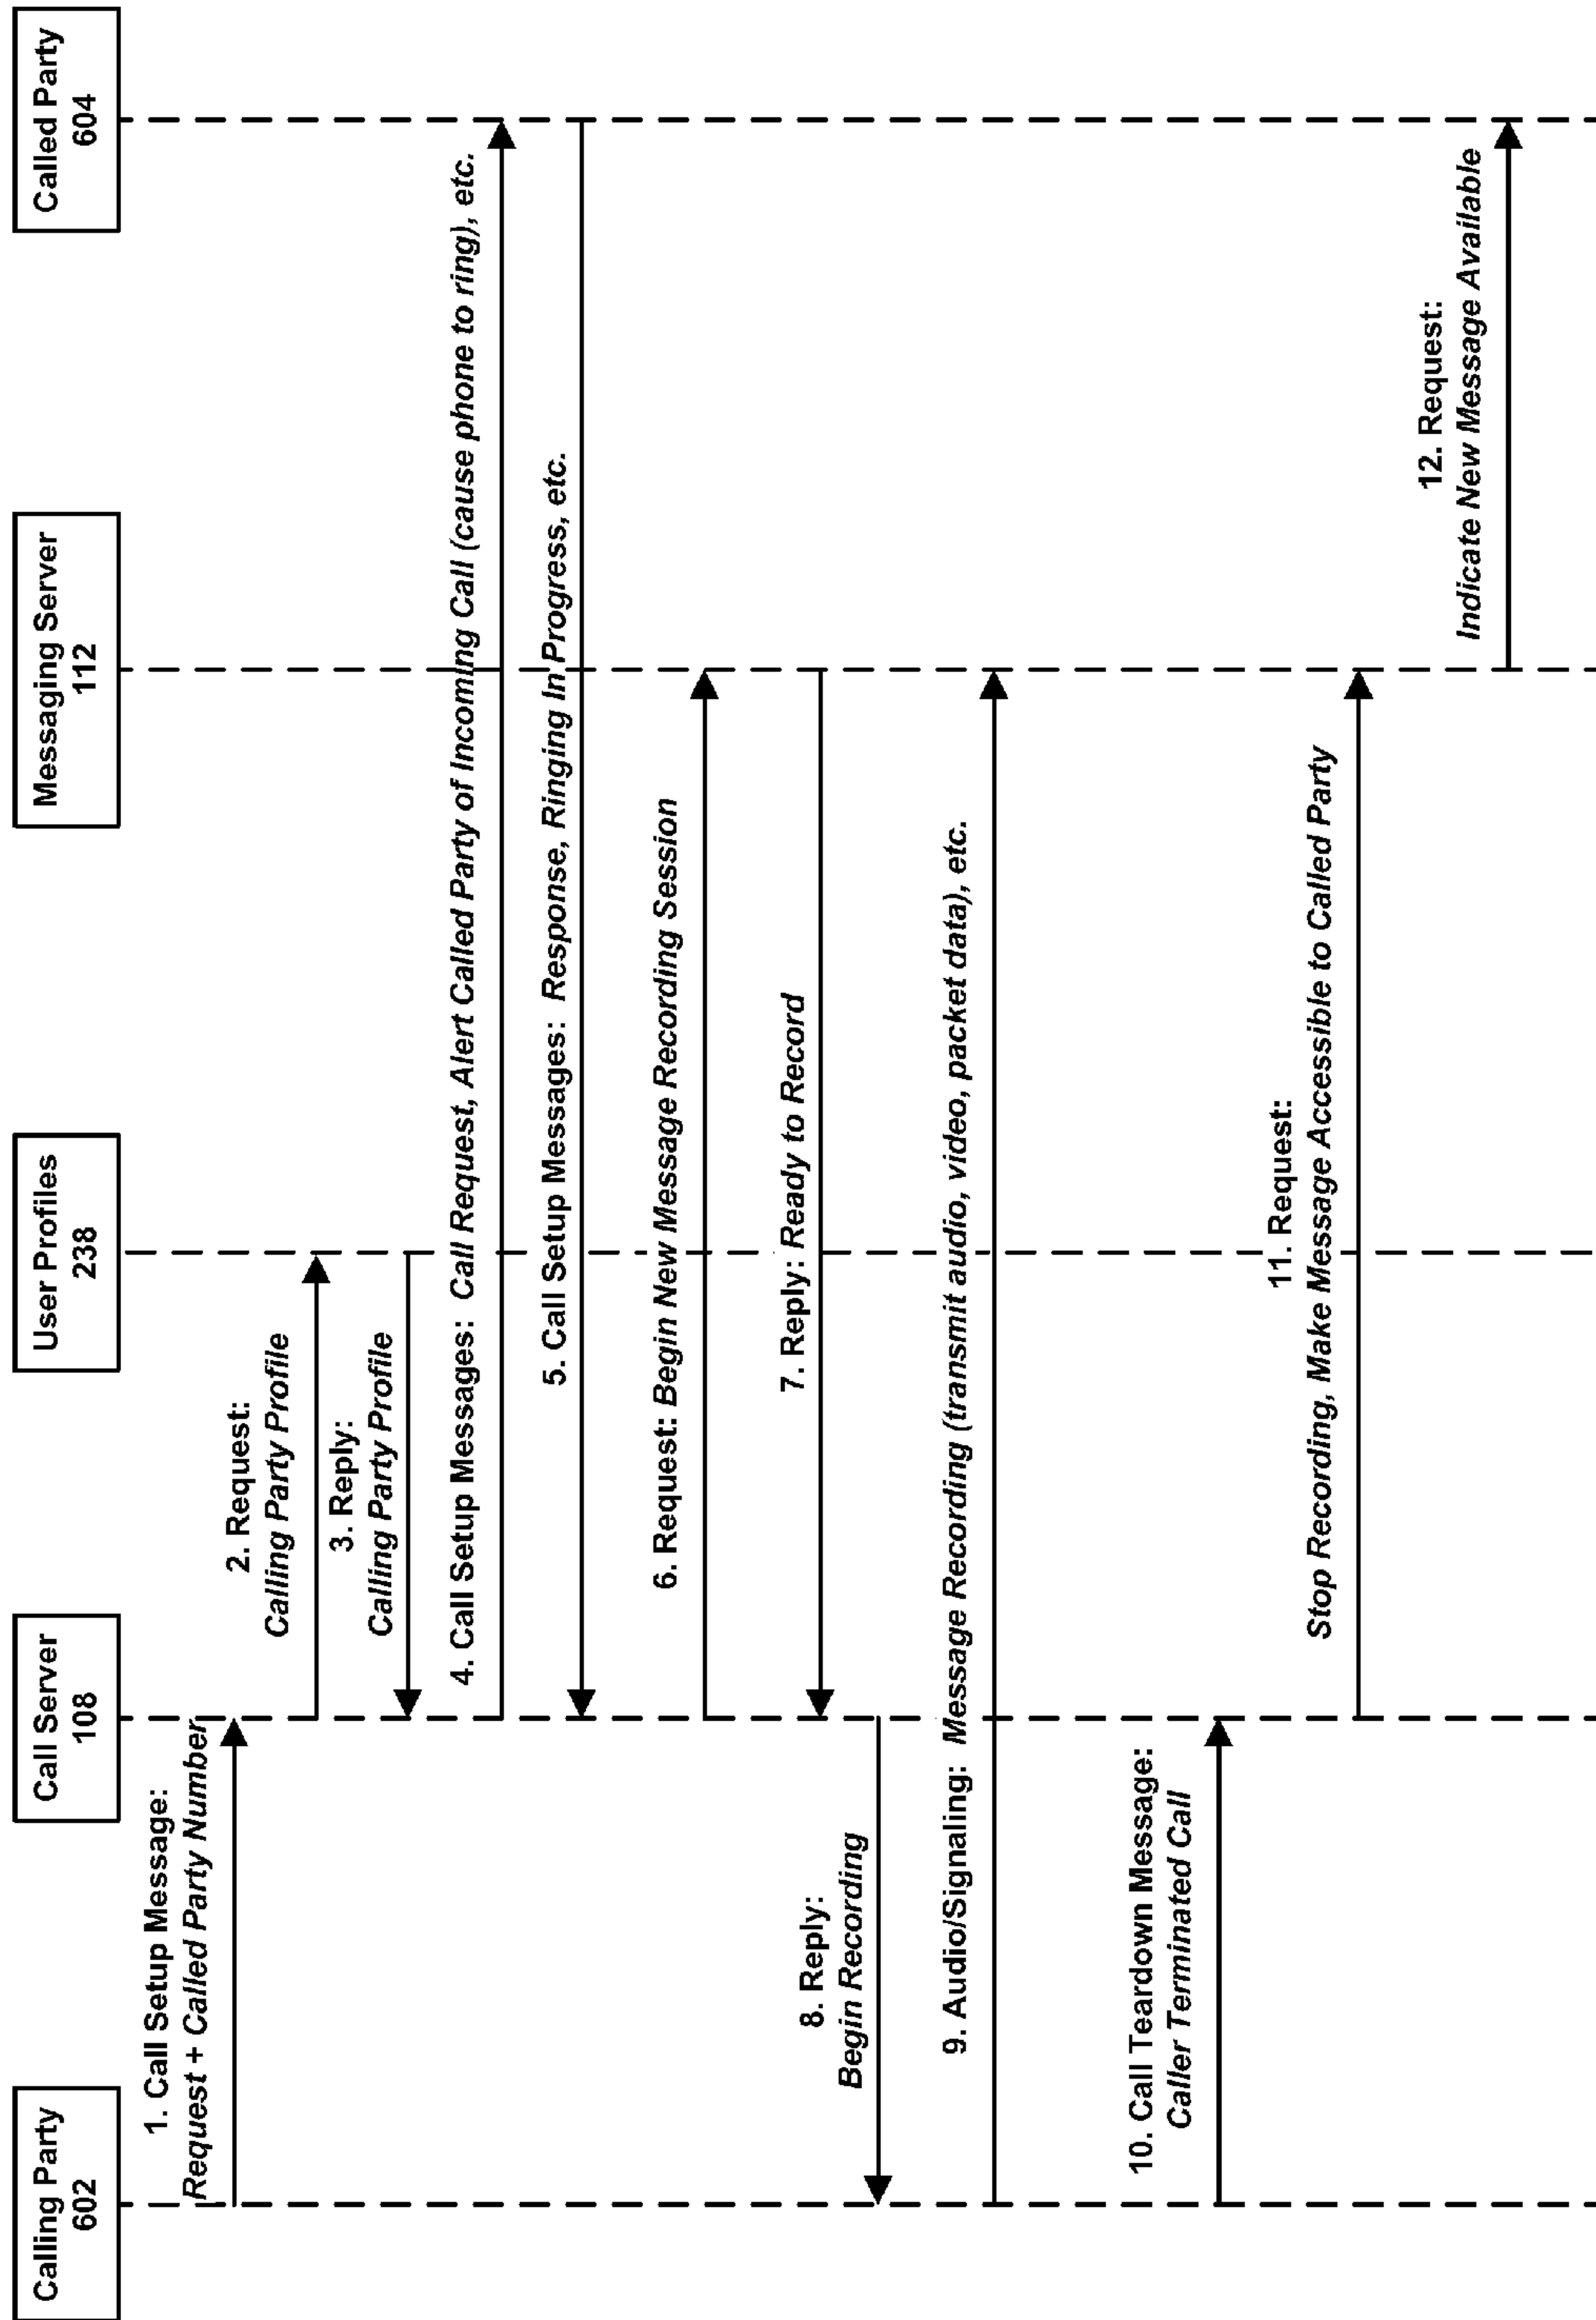 Calling Party
602
Call Server
108
User Profiles
238
Messaging Server
112
Called Party
604
1. Call Setup Message:
Request + Called Party Number
2. Request:
Calling Party Profile
3. Reply:
Calling Party Profile
4. Call Setup Messages: Call Request, Alert Called Party of Incoming Call (cause phone to ring), etc.
5. Call Setup Messages: Response, Ringing In Progress, etc.
6. Request: Begin New Message Recording Session
7. Reply: Ready to Record
8. Reply:
Begin Recording
9. Audio/Signaling: Message Recording (transmit audio, video, packet data), etc.
10. Call Teardown Message:
Caller Terminated Call
11. Request:
Stop Recording, Make Message Accessible to Called Party
12. Request:
Indicate New Message Available